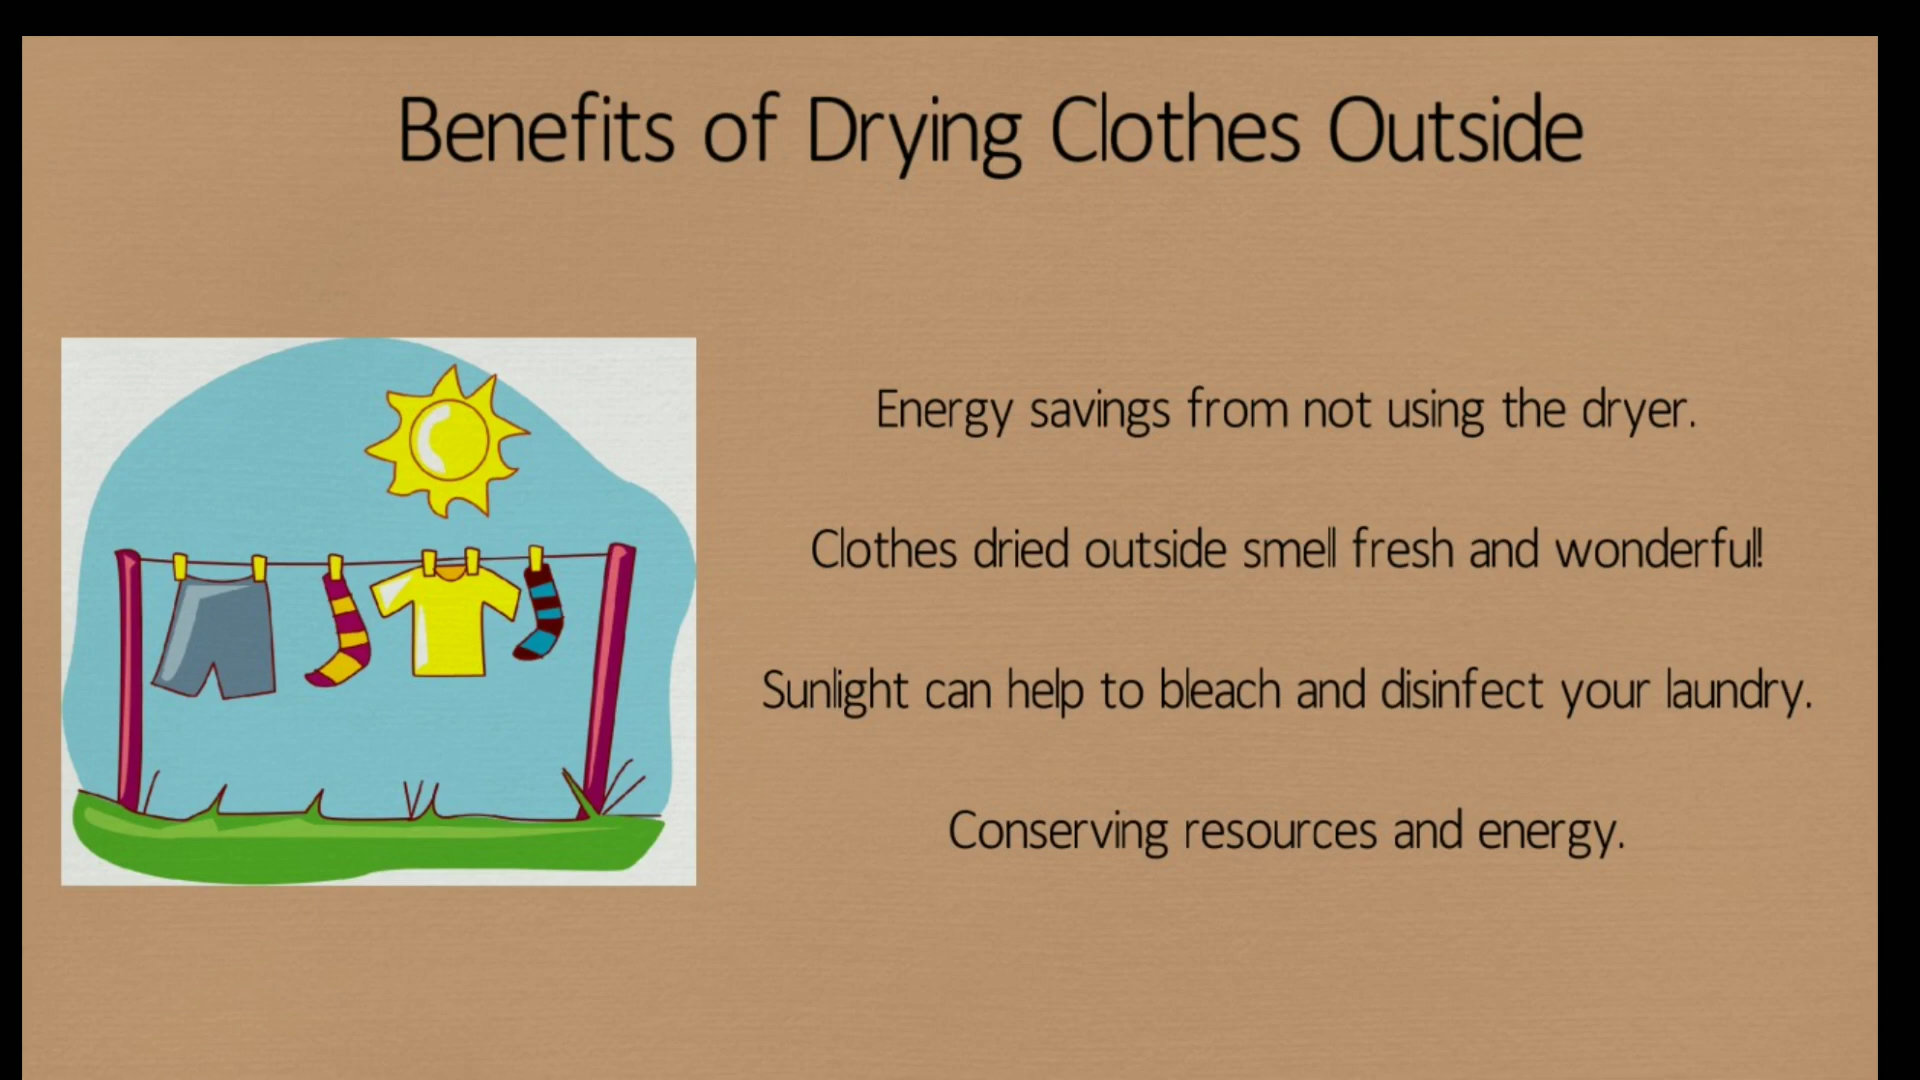 Benefits of Drying Clothes Outside
Energy savings from not using the dryer.
Clothes dried outside smell fresh and wonderful!
Sunlight can help to bleach and disinfect your laundry.
Conserving resources and energy.